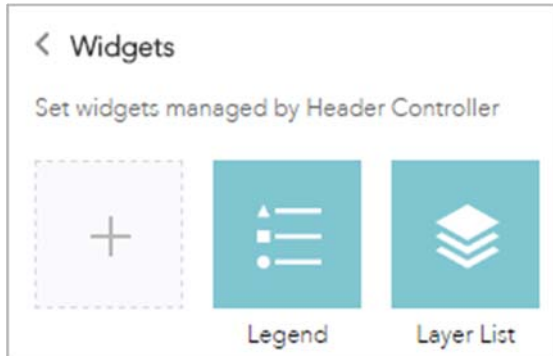 Widgets
Set widgets managed by Header Controller
Legend
Layer List